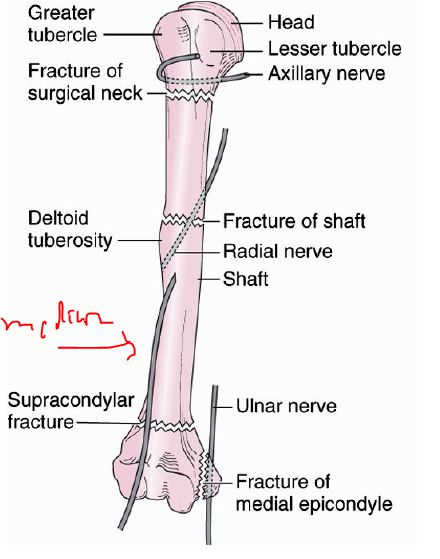 Greater
tubercle
Head
Lesser tubercle
Axillary nerve
Fracture of
surgical neck
Deltoid
tuberosity
Fracture of shaft
Radial nerve
Shaft
median
Supracondylar
fracture
Ulnar nerve
Fracture of
medial epicondyle